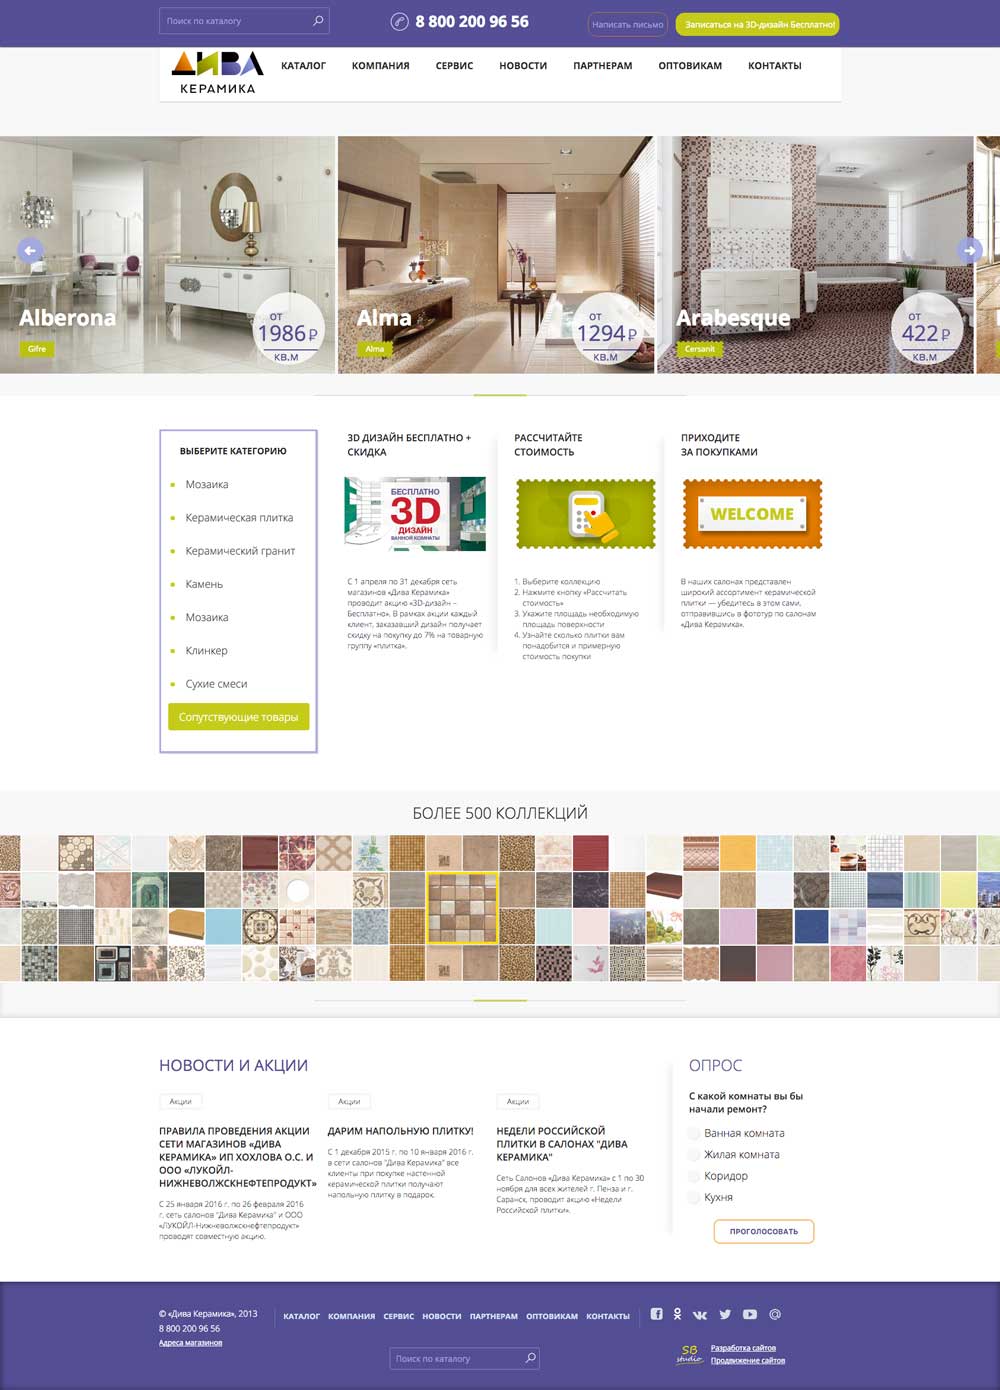 Поиск по каталогу
8 800 200 96 56
Написать письмо
Записаться на 3D-дизайн Бесплатно!
ДИВА
КЕРАМИКА
КАТАЛОГ
КОМПАНИЯ
СЕРВИС
НОВОСТИ
ПАРТНЕРАМ
ОПТОВИКАМ
КОНТАКТЫ
Alberona
Gifre
от
1986 ₽
кв.м
Alma
Alma
от
1294 ₽
кв.м
Arabesque
Cersanit
от
422 ₽
кв.м
ВЫБЕРИТЕ КАТЕГОРИЮ
Мозаика
Керамическая плитка
Керамический гранит
Камень
Мозаика
Клинкер
Сухие смеси
Сопутствующие товары
3D ДИЗАЙН БЕСПЛАТНО +
СКИДКА
БЕСПЛАТНО
3D
ДИЗАЙН
ВАННОЙ КОМНАТЫ
С 1 апреля по 31 декабря сеть
магазинов «Дива Керамика»
проводит акцию «3D-дизайн –
Бесплатно». В рамках акции каждый
клиент, заказавший дизайн получает
скидку на покупку до 7% на товарную
группу «плитка».
РАССЧИТАЙТЕ
СТОИМОСТЬ
1. Выберите коллекцию
2. Нажмите кнопку «Рассчитать
стоимость»
3. Укажите площадь необходимую
площадь поверхности
4. Узнайте сколько плитки вам
понадобится и примерную
стоимость покупки
ПРИХОДИТЕ
ЗА ПОКУПКАМИ
WELCOME
В наших салонах представлен
широкий ассортимент керамической
плитки — убедитесь в этом сами,
отправившись в фототур по салонам
«Дива Керамика».
БОЛЕЕ 500 КОЛЛЕКЦИЙ
НОВОСТИ И АКЦИИ
Акции
ПРАВИЛА ПРОВЕДЕНИЯ АКЦИИ
СЕТИ МАГАЗИНОВ «ДИВА
КЕРАМИКА» ИП ХОХЛОВА О.С. И
ООО «ЛУКОЙЛ-
НИЖНЕВОЛЖСКНЕФТЕПРОДУКТ»
С 25 января 2016 г. по 26 февраля 2016
г. сеть салонов "Дива Керамика" и ООО
«ЛУКОЙЛ-Нижневолжскнефтепродукт»
проводят совместную акцию.
Акции
ДАРИМ НАПОЛЬНУЮ ПЛИТКУ!
С 1 декабря 2015 г. по 10 января 2016 г.
в сети салонов "Дива Керамика" все
клиенты при покупке настенной
керамической плитки получают
напольную плитку в подарок.
Акции
НЕДЕЛИ РОССИЙСКОЙ
ПЛИТКИ В САЛОНАХ "ДИВА
КЕРАМИКА"
Сеть Салонов «Дива Керамика» с 1 по 30
ноября для всех жителей г. Пенза и г.
Саранск, проводит акцию «Недели
Российской плитки».
ОПРОС
С какой комнаты вы бы
начали ремонт?
Ванная комната
Жилая комната
Коридор
Кухня
ПРОГОЛОСОВАТЬ
© «Дива Керамика», 2013
8 800 200 96 56
Адреса магазинов
КАТАЛОГ
КОМПАНИЯ
СЕРВИС
НОВОСТИ
ПАРТНЕРАМ
ОПТОВИКАМ
КОНТАКТЫ
Поиск по каталогу
SB
studio
Разработка сайтов
Продвижение сайтов